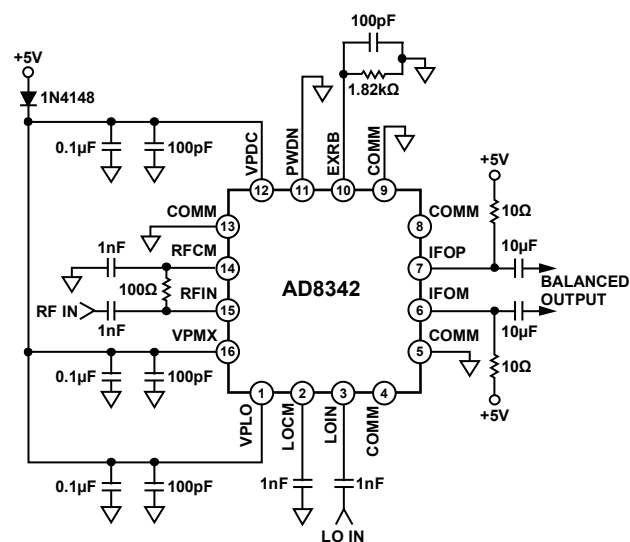 100pF
+5V
1N4148
1.82kΩ
0.1µF
100pF
VPDC
PWDN
EXRB
COMM
12
11
10
9
+5V
10Ω
COMM
13
COMM
8
10µF
1nF
RFCM
14
IFOP
7
100Ω
AD8342
BALANCED
OUTPUT
RF IN
RFIN
15
IFOM
6
1nF
10µF
VPMX
16
COMM
5
10Ω
0.1µF
100pF
+5V
1
2
3
4
VPLO
LOCM
LOIN
COMM
0.1µF
100pF
1nF
1nF
LO IN